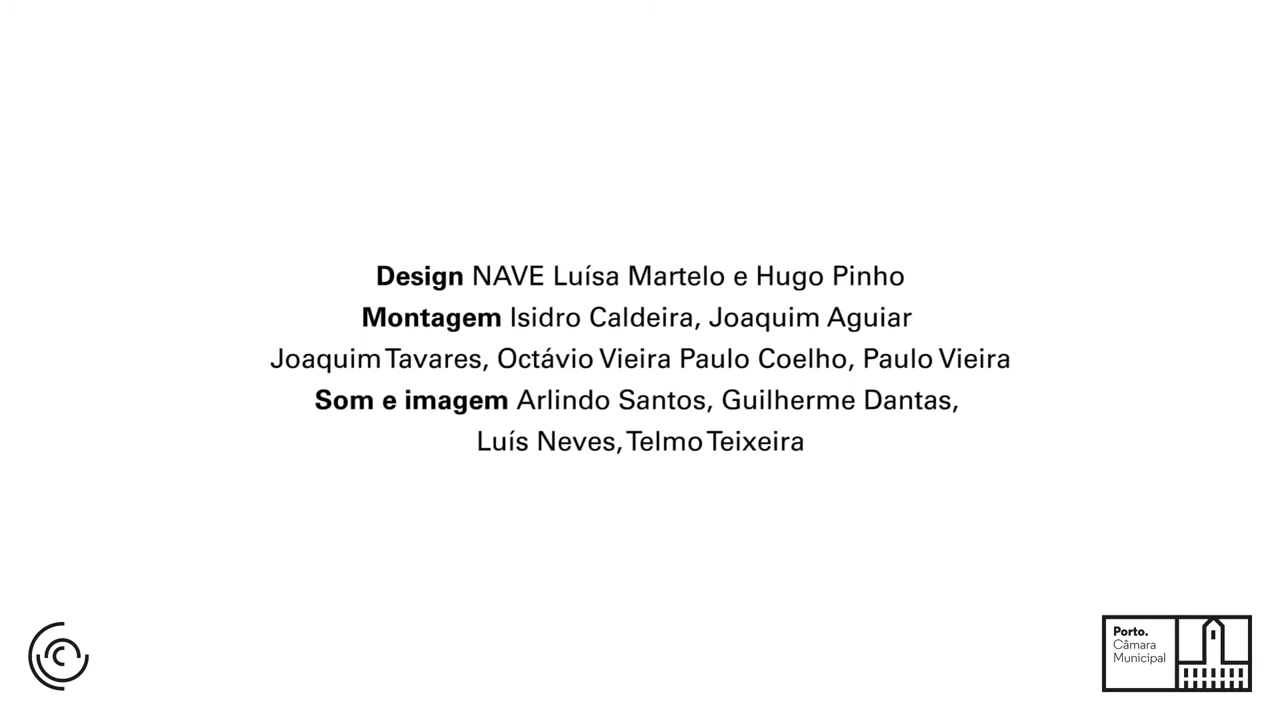 Design NAVE Luísa Martelo e Hugo Pinho
Montagem Isidro Caldeira, Joaquim Aguiar
Joaquim Tavares, Octávio Vieira Paulo Coelho, Paulo Vieira
Som e imagem Arlindo Santos, Guilherme Dantas,
Luís Neves, Telmo Teixeira
Porto.
Câmara
Municipal